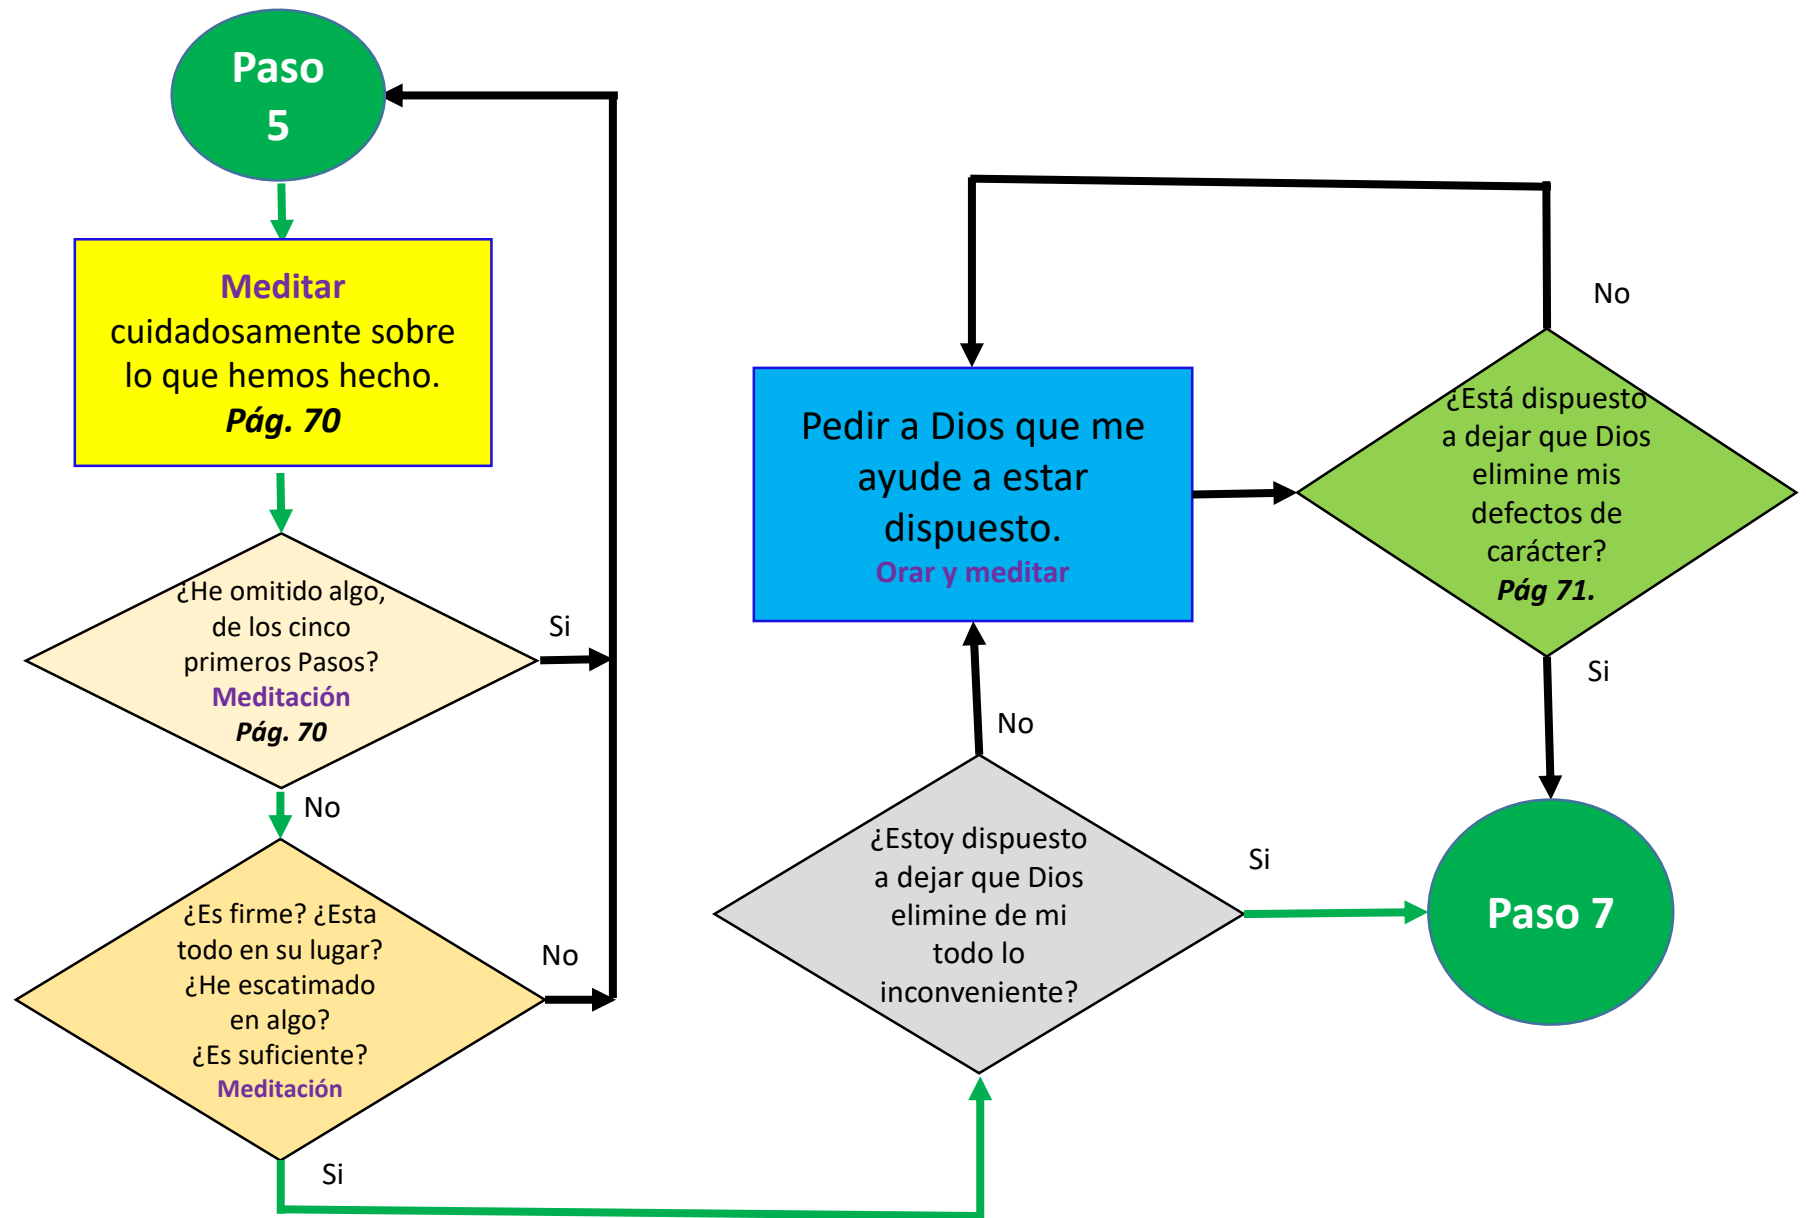 Paso
5
Meditar
cuidadosamente sobre
lo que hemos hecho.
Pág. 70
¿He omitido algo,
de los cinco
primeros Pasos?
Meditación
Pág. 70
Si
No
¿Es firme? ¿Esta
todo en su lugar?
¿He escatimado
en algo?
¿Es suficiente?
Meditación
No
Si
Pedir a Dios que me
ayude a estar
dispuesto.
Orar y meditar
No
¿Estoy dispuesto
a dejar que Dios
elimine de mi
todo lo
inconveniente?
Si
No
¿Está dispuesto
a dejar que Dios
elimine mis
defectos de
carácter?
Pág 71.
Si
Paso 7